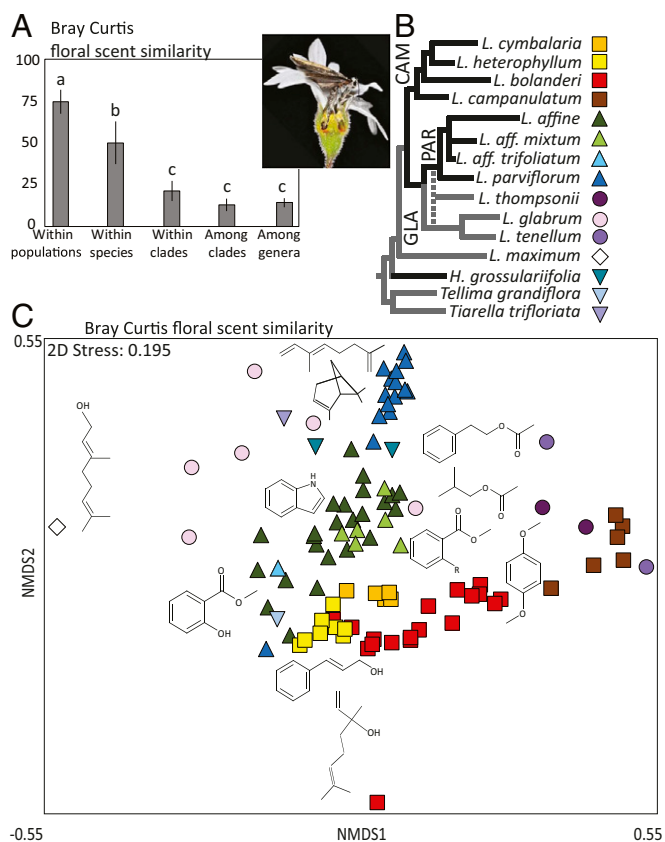 A
Bray Curtis
floral scent similarity
100
75
50
25
0
a
b
c
c
c
Within populations
Within species
Within clades
Among clades
Among genera
B
CAM
PAR
GLA
L. cymbalaria
L. heterophyllum
L. bolanderi
L. campanulatum
L. affine
L. aff. mixtum
L. aff. trifoliatum
L. parviflorum
L. thompsonii
L. glabrum
L. tenellum
L. maximum
H. grossulariifolia
Tellima grandiflora
Tiarella trifloriata
C
Bray Curtis floral scent similarity
0.55
2D Stress: 0.195
OH
H
N
O
O
O
O
O
O
R
O
O
O
O
OH
OH
OH
NMDS2
-0.55
NMDS1
0.55